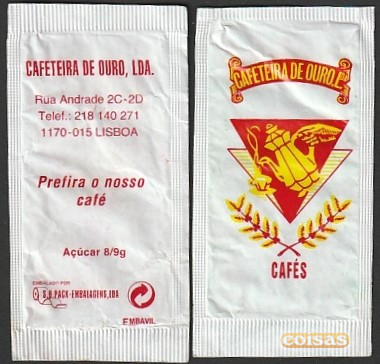 CAFETEIRA DE OURO, LDA.
Rua Andrade 2C-2D
Telef.: 218 140 271
1170-015 LISBOA
Prefira o nosso
café
Açúcar 8/9g
EMBALADO POR
S.B.PACK-EMBALAGENS, LDA
EMBAVIL
CAFETEIRA DE OURO, L.
CAFÉS
coisas